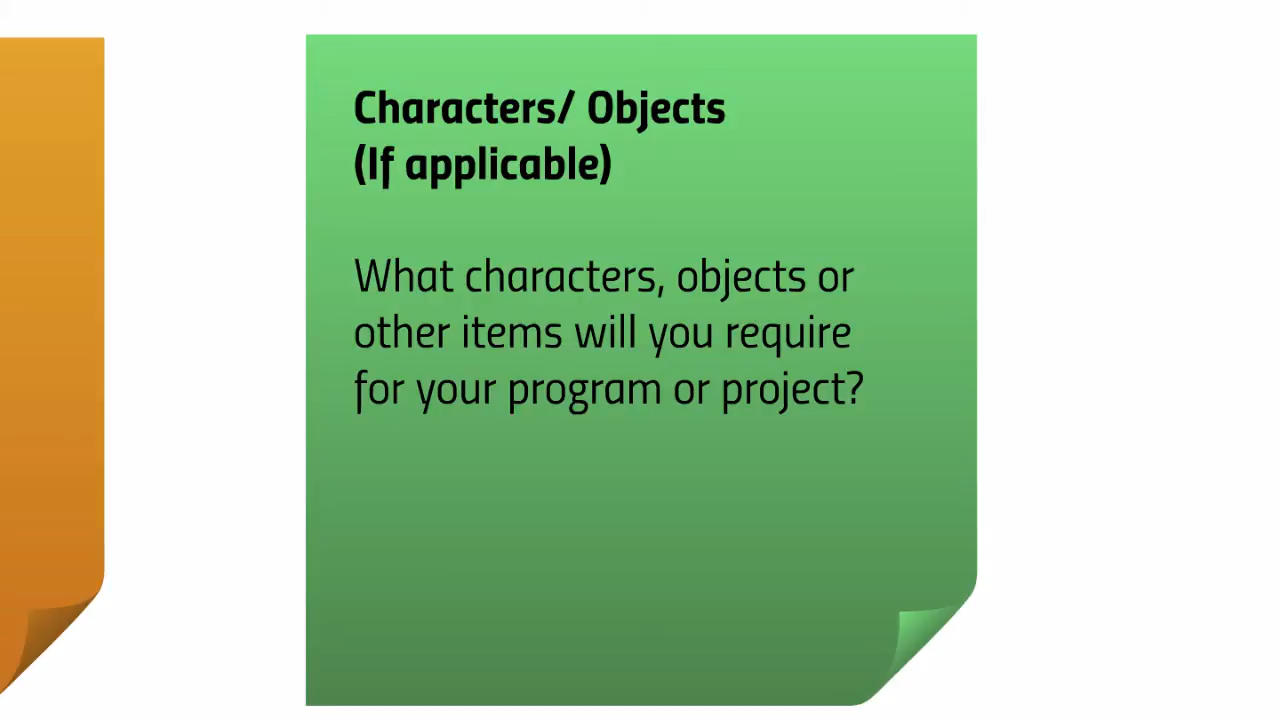 Characters/ Objects
(If applicable)
What characters, objects or
other items will you require
for your program or project?